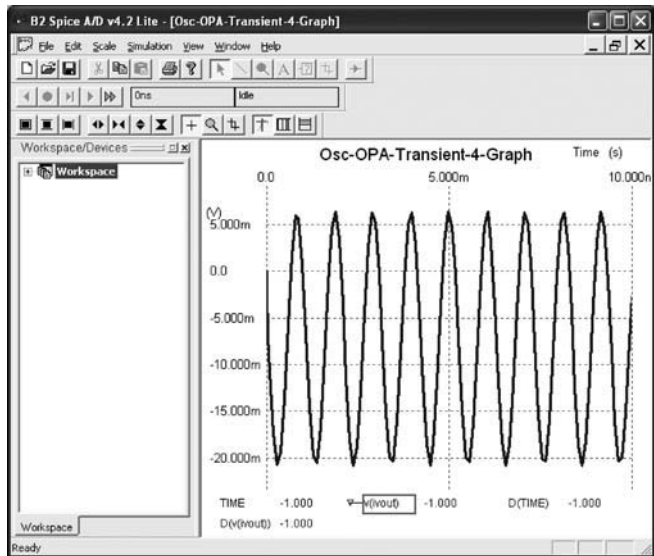 B2 Spice A/D v4.2 Lite - [Osc-OPA-Transient-4-Graph]
File Edit Scale Simulation View Window Help
0ns Idle
Workspace/Devices
Workspace
Osc-OPA-Transient-4-Graph Time (s)
0.0 5.000m 10.000n
(V)
5.000m
0.0
-5.000m
-10.000m
-15.000m
-20.000m
TIME -1.000 v(ivout) -1.000 D(TIME) -1.000
D(v(ivout)) -1.000
Workspace
Ready